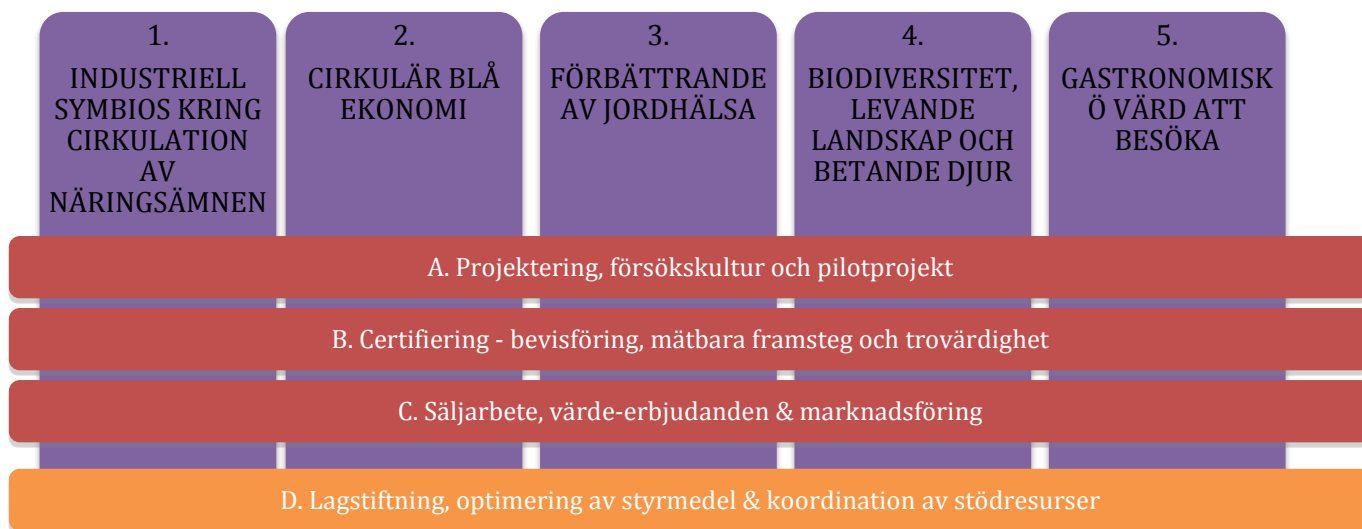 1.
INDUSTRIELL
SYMBIOS KRING
CIRKULATION
AV
NÄRINGSÄMNEN
2.
CIRKULÄR BLÅ
EKONOMI
3.
FÖRBÄTTRANDE
AV JORDHÄLSA
4.
BIODIVERSITET,
LEVANDE
LANDSKAP OCH
BETANDE DJUR
5.
GASTRONOMISK
Ö VÄRD ATT
BESÖKA
A. Projektering, försökskultur och pilotprojekt
B. Certifiering - bevisföring, mätbara framsteg och trovärdighet
C. Säljarbete, värde-erbjudanden & marknadsföring
D. Lagstiftning, optimering av styrmedel & koordination av stödresurser